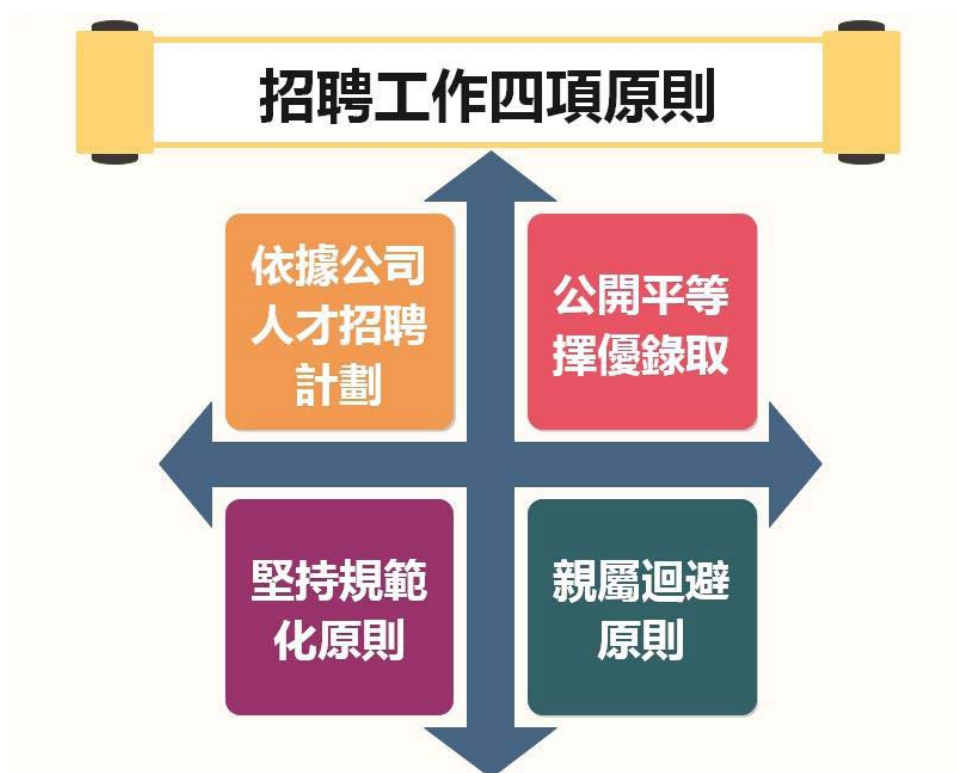 招聘工作四項原則
依據公司
人才招聘
計劃
公開平等
擇優錄取
堅持規範
化原則
親屬迴避
原則